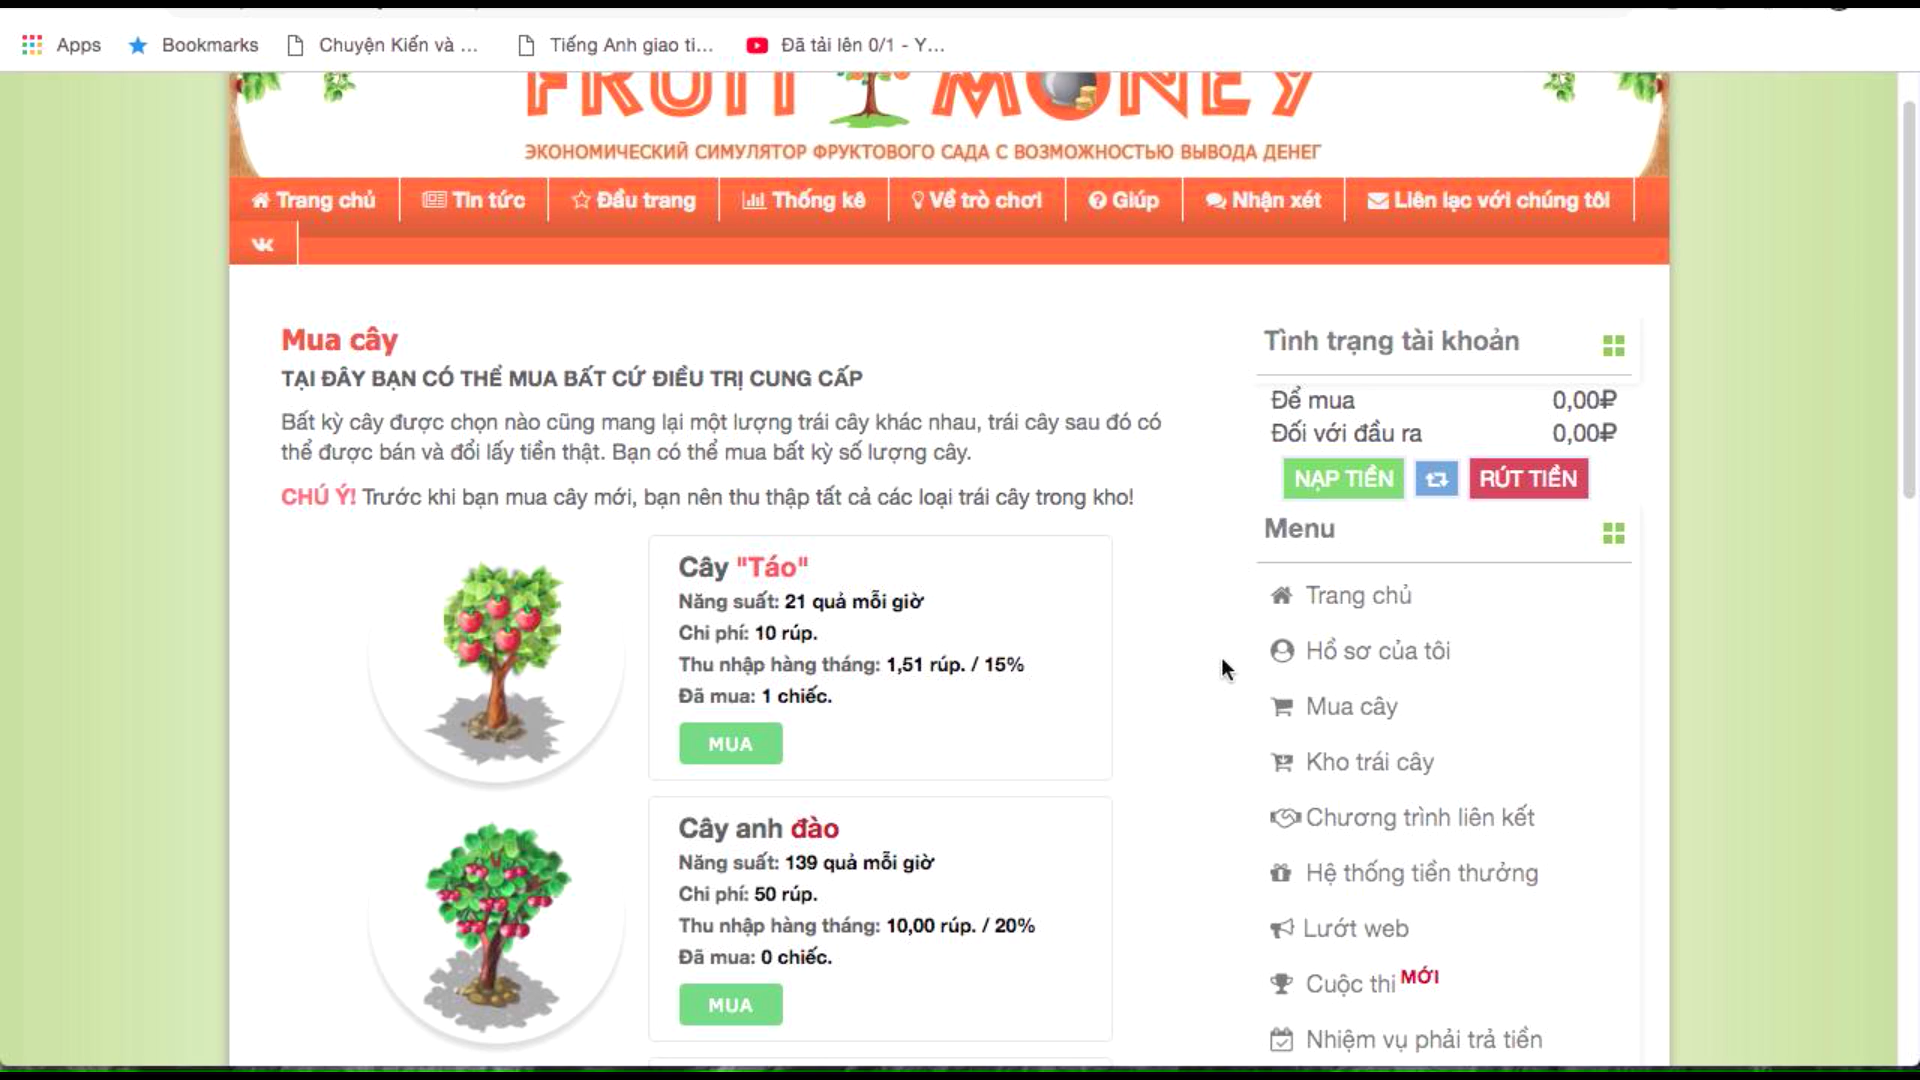 Apps
Bookmarks
Chuyện Kiến và ...
Tiếng Anh giao ti...
Đã tải lên 0/1 - Y...
FRUIT MONEY
ЭКОНОМИЧЕСКИЙ СИМУЛЯТОР ФРУКТОВОГО САДА С ВОЗМОЖНОСТЬЮ ВЫВОДА ДЕНЕГ
Trang chủ
Tin tức
Đầu trang
Thống kê
Về trò chơi
Giúp
Nhận xét
Liên lạc với chúng tôi
Mua cây
TẠI ĐÂY BẠN CÓ THỂ MUA BẤT CỨ ĐIỀU TRỊ CUNG CẤP
Bất kỳ cây được chọn nào cũng mang lại một lượng trái cây khác nhau, trái cây sau đó có
thể được bán và đổi lấy tiền thật. Bạn có thể mua bất kỳ số lượng cây.
CHÚ Ý! Trước khi bạn mua cây mới, bạn nên thu thập tất cả các loại trái cây trong kho!
Cây "Táo"
Năng suất: 21 quả mỗi giờ
Chi phí: 10 rúp.
Thu nhập hàng tháng: 1,51 rúp. / 15%
Đã mua: 1 chiếc.
MUA
Cây anh đào
Năng suất: 139 quả mỗi giờ
Chi phí: 50 rúp.
Thu nhập hàng tháng: 10,00 rúp. / 20%
Đã mua: 0 chiếc.
MUA
Tình trạng tài khoản
Để mua 0,00₽
Đối với đầu ra 0,00₽
NẠP TIỀN
RÚT TIỀN
Menu
Trang chủ
Hồ sơ của tôi
Mua cây
Kho trái cây
Chương trình liên kết
Hệ thống tiền thưởng
Lướt web
Cuộc thi MỚI
Nhiệm vụ phải trả tiền